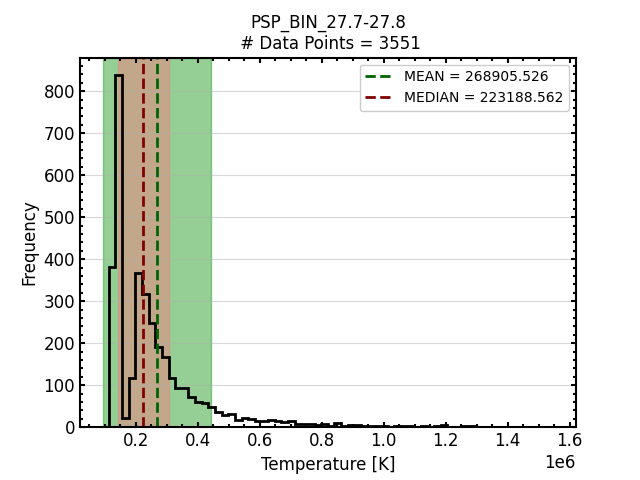 PSP_BIN_27.7-27.8
# Data Points = 3551
MEAN = 268905.526
MEDIAN = 223188.562
800
700
600
500
400
300
200
100
0
Frequency
0.2 0.4 0.6 0.8 1.0 1.2 1.4 1.6
1e6
Temperature [K]